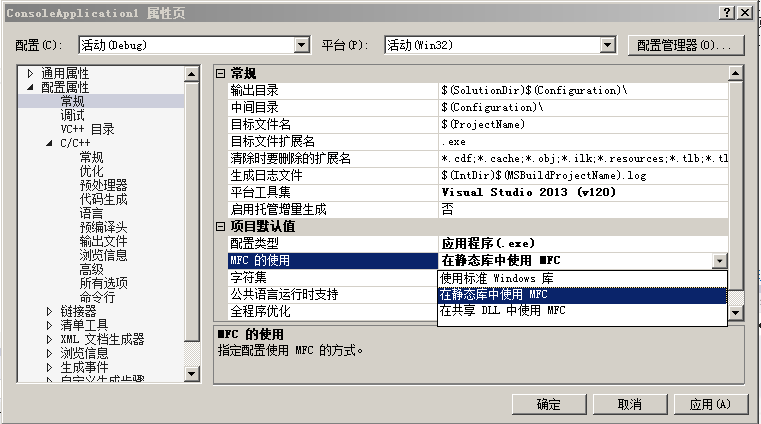 ConsoleApplication1 属性页
配置(C): 活动(Debug) 平台(P): 活动(Win32) 配置管理器(O)...
通用属性
配置属性
常规
调试
VC++ 目录
C/C++
常规
优化
预处理器
代码生成
语言
预编译头
输出文件
浏览信息
高级
所有选项
命令行
链接器
清单工具
XML 文档生成器
浏览信息
生成事件
自定义生成步骤
常规
输出目录 $(SolutionDir)$(Configuration)\
中间目录 $(Configuration)\
目标文件名 $(ProjectName)
目标文件扩展名 .exe
清除时要删除的扩展名 *.cdf;*.cache;*.obj;*.ilk;*.resources;*.tlb;*.tl
生成日志文件 $(IntDir)$(MSBuildProjectName).log
平台工具集 Visual Studio 2013 (v120)
启用托管增量生成 否
项目默认值
配置类型 应用程序(.exe)
MFC 的使用 在静态库中使用 MFC
字符集 使用标准 Windows 库
公共语言运行时支持 在静态库中使用 MFC
全程序优化 在共享 DLL 中使用 MFC
MFC 的使用
指定配置使用 MFC 的方式。
确定 取消 应用(A)